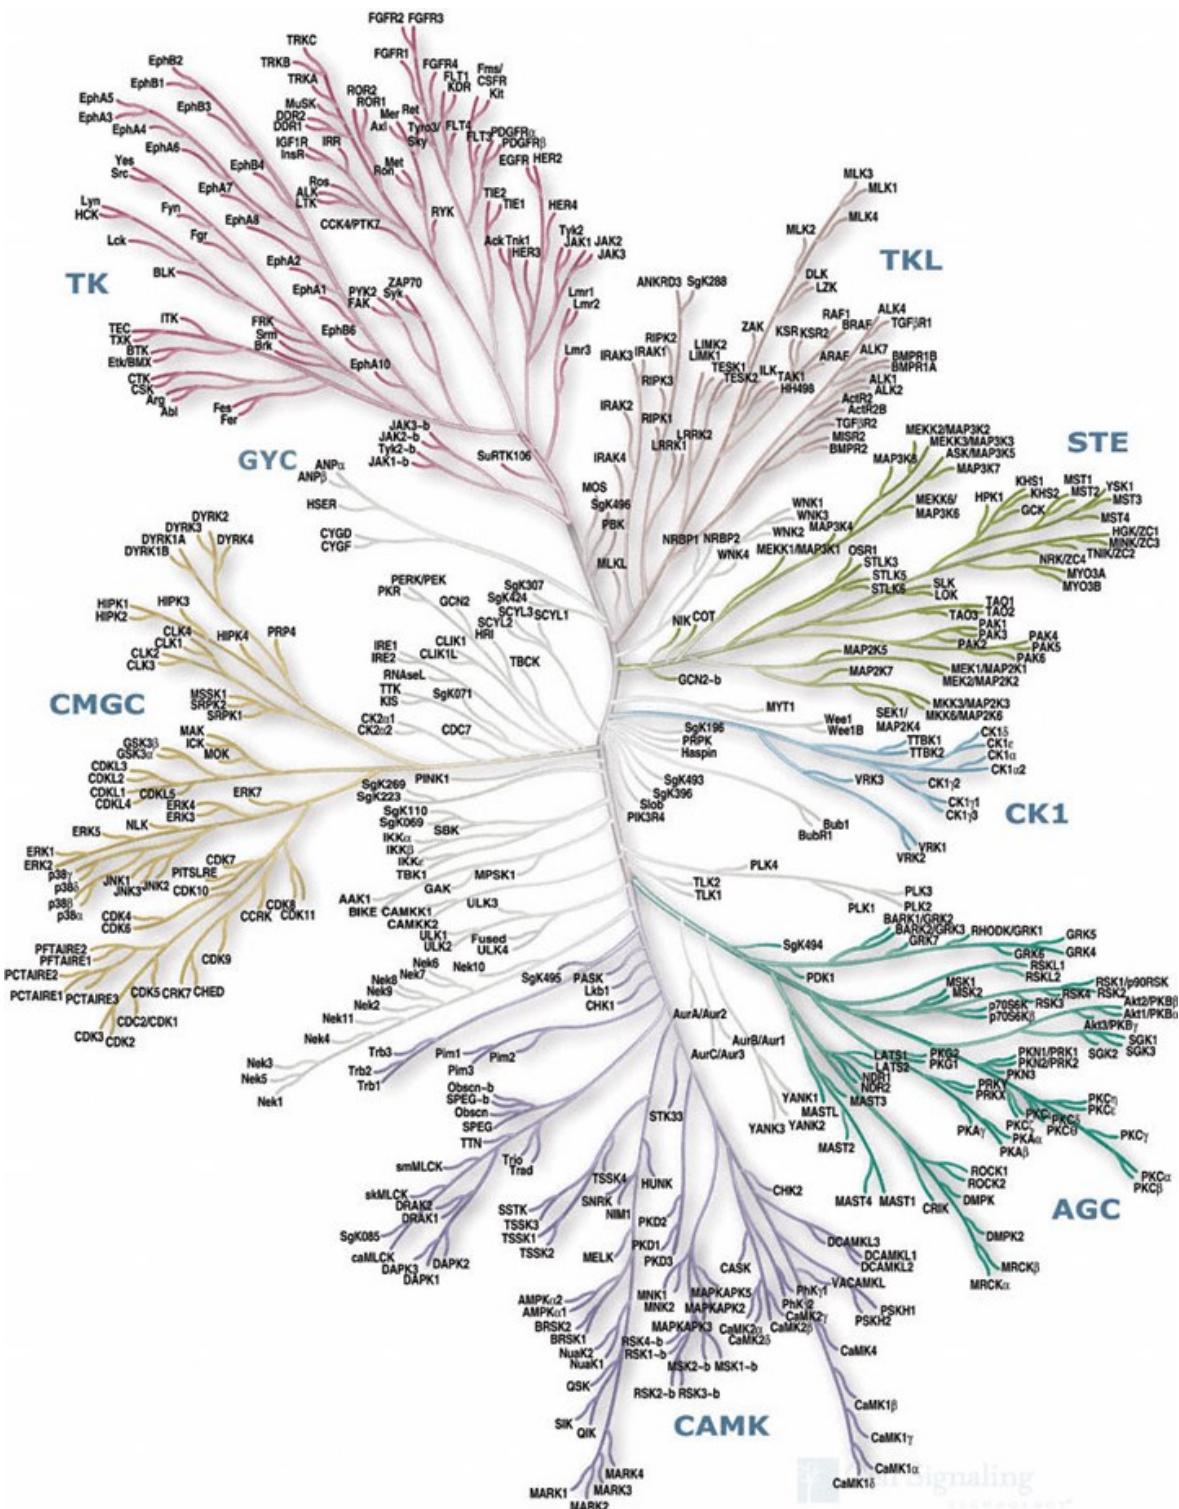 FGFR2 FGFR3
EphB2
TRKC
FGFR1
FGFR4
Fms/
CSFR
EphB1
TRKB
FLT1
KDR
Kit
EphA5
TRKA
ROR2
ROR1
EphA3
EphB3
MuSK
DDR2
DDR1
Mer
Axl
Ret
Tyro3/
Sky
FLT4
FLT3
PDGFRα
PDGFRβ
EphA4
IGF1R
InsR
IRR
EphA6
EGFR
HER2
Yes
Src
EphB4
Met
Ron
MLK3
MLK1
EphA7
Ros
ALK
LTK
TIE2
TIE1
Lyn
HCK
Fyn
CCK4/PTK7
RYK
HER4
MLK4
EphA8
Lck
Fgr
Ack
Tnk1
HER3
Tyk2
JAK1
JAK2
JAK3
MLK2
TKL
TK
BLK
EphA2
ZAP70
Syk
ANKRD3
SgK288
DLK
LZK
EphA1
PYK2
FAK
Lmr1
Lmr2
ITK
FRK
Srm
Brk
EphB6
Lmr3
TEC
TXK
BTK
Etk/BMX
RIPK2
IRAK3
IRAK1
ZAK
KSR
KSR2
RAF1
BRAF
ALK4
TGFβR1
LIMK2
LIMK1
TESK1
TESK2
ILK
TAK1
HH498
ARAF
ALK7
BMPR1B
BMPR1A
CTK
CSK
Arg
Abl
Fes
Fer
EphA10
RIPK3
ALK1
ALK2
ActR2
ActR2B
IRAK2
RIPK1
LRRK2
LRRK1
TGFβR2
MISR2
BMPR2
JAK3~b
JAK2~b
Tyk2~b
JAK1~b
SuRTK106
IRAK4
MEKK2/MAP3K2
MEKK3/MAP3K3
ASK/MAP3K5
MAP3K8
MAP3K7
STE
GYC
ANPα
ANPβ
MOS
SgK496
PBK
HSER
WNK1
WNK3
WNK2
WNK4
NRBP1
NRBP2
MAP3K4
MEKK6/
MAP3K6
MEKK1/MAP3K1
HPK1
KHS1
KHS2
GCK
MST1
MST2
YSK1
MST3
MST4
HGK/ZC1
MINK/ZC3
TNIK/ZC2
NRK/ZC4
CYGD
CYGF
MLKL
OSR1
STLK3
STLK5
STLK6
MYO3A
MYO3B
DYRK2
DYRK3
DYRK1A
DYRK1B
DYRK4
PERK/PEK
PKR
GCN2
SgK307
SgK424
SCYL3
SCYL1
SCYL2
HRI
SLK
LOK
TAO1
TAO2
TAO3
HIPK1
HIPK2
HIPK3
HIPK4
PRP4
CLK4
CLK1
CLK2
CLK3
CLIK1
CLIK1L
TBCK
NIK
COT
PAK1
PAK3
PAK2
PAK4
PAK5
PAK6
IRE1
IRE2
RNAseL
TTK
KIS
SgK071
MAP2K5
MAP2K7
MEK1/MAP2K1
MEK2/MAP2K2
GCN2~b
CMGC
MSSK1
SRPK2
SRPK1
CK2α1
CK2α2
CDC7
MYT1
Wee1
Wee1B
SEK1/
MAP2K4
MKK3/MAP2K3
MKK6/MAP2K6
MAK
ICK
MOK
GSK3β
GSK3α
SgK196
PRPK
Haspin
TTBK1
TTBK2
CK1δ
CK1ε
CK1α
CK1α2
CDKL3
CDKL2
CDKL1
CDKL4
CDKL5
PINK1
SgK269
SgK223
SgK493
SgK396
Slob
PIK3R4
VRK3
CK1γ2
CK1γ1
CK1γ3
CK1
ERK7
ERK4
ERK3
NLK
ERK5
SgK110
SgK069
SBK
IKKα
IKKβ
IKKε
TBK1
Bub1
BubR1
VRK1
VRK2
ERK1
ERK2
p38γ
p38δ
p38β
p38α
JNK1
JNK3
JNK2
CDK7
PITSLRE
CDK10
MPSK1
GAK
AAK1
BIKE
PLK4
TLK2
TLK1
PLK3
PLK2
PLK1
CDK4
CDK6
CCRK
CDK8
CDK11
CAMKK1
CAMKK2
ULK3
ULK1
ULK2
Fused
ULK4
BARK1/GRK2
BARK2/GRK3
GRK7
RHODK/GRK1
GRK5
GRK6
GRK4
PFTAIRE2
PFTAIRE1
PCTAIRE2
PCTAIRE1
PCTAIRE3
CDK5
CRK7
CHED
CDK9
CDC2/CDK1
CDK3
CDK2
Nek6
Nek7
Nek10
Nek8
Nek9
Nek2
Nek11
Nek4
Nek3
Nek5
Nek1
SgK495
PASK
Lkb1
CHK1
SgK494
PDK1
RSKL1
RSKL2
MSK1
MSK2
p70S6K
p70S6Kβ
RSK1/p90RSK
RSK4
RSK2
RSK3
Akt2/PKBβ
Akt1/PKBα
Akt3/PKBγ
SGK1
SGK2
SGK3
AurA/Aur2
AurB/Aur1
AurC/Aur3
Trb3
Trb2
Trb1
Pim1
Pim2
Pim3
LATS1
LATS2
NDR1
NDR2
PKG2
PKG1
PKN1/PRK1
PKN2/PRK2
PKN3
PRKY
PRKX
MAST3
MASTL
YANK1
YANK2
YANK3
Obscn~b
SPEG~b
Obscn
SPEG
TTN
STK33
PKCη
PKCε
PKCδ
PKCθ
PKCζ
PKCι
PKCγ
PKAγ
PKAα
PKAβ
MAST2
smMLCK
Trio
Trad
PKCα
PKCβ
TSSK4
HUNK
SNRK
NIM1
CHK2
MAST4
MAST1
ROCK1
ROCK2
DMPK
CRIK
skMLCK
DRAK2
DRAK1
SSTK
TSSK3
TSSK1
TSSK2
AGC
DMPK2
SgK085
caMLCK
DAPK3
DAPK2
DAPK1
MELK
PKD2
PKD1
PKD3
CASK
DCAMKL3
DCAMKL1
DCAMKL2
MRCKβ
MRCKα
AMPKα2
AMPKα1
BRSK2
BRSK1
NuaK2
NuaK1
MNK1
MNK2
MAPKAPK5
MAPKAPK2
MAPKAPK3
PhKγ1
PhKγ2
VACAMKL
PSKH1
PSKH2
CaMK2γ
CaMK2α
CaMK2β
CaMK2δ
RSK4~b
RSK1~b
MSK2~b
MSK1~b
RSK2~b
RSK3~b
CaMK4
QSK
SIK
QIK
CAMK
CaMK1β
CaMK1γ
CaMK1α
CaMK1δ
MARK4
MARK3
MARK1
MARK2
Signaling